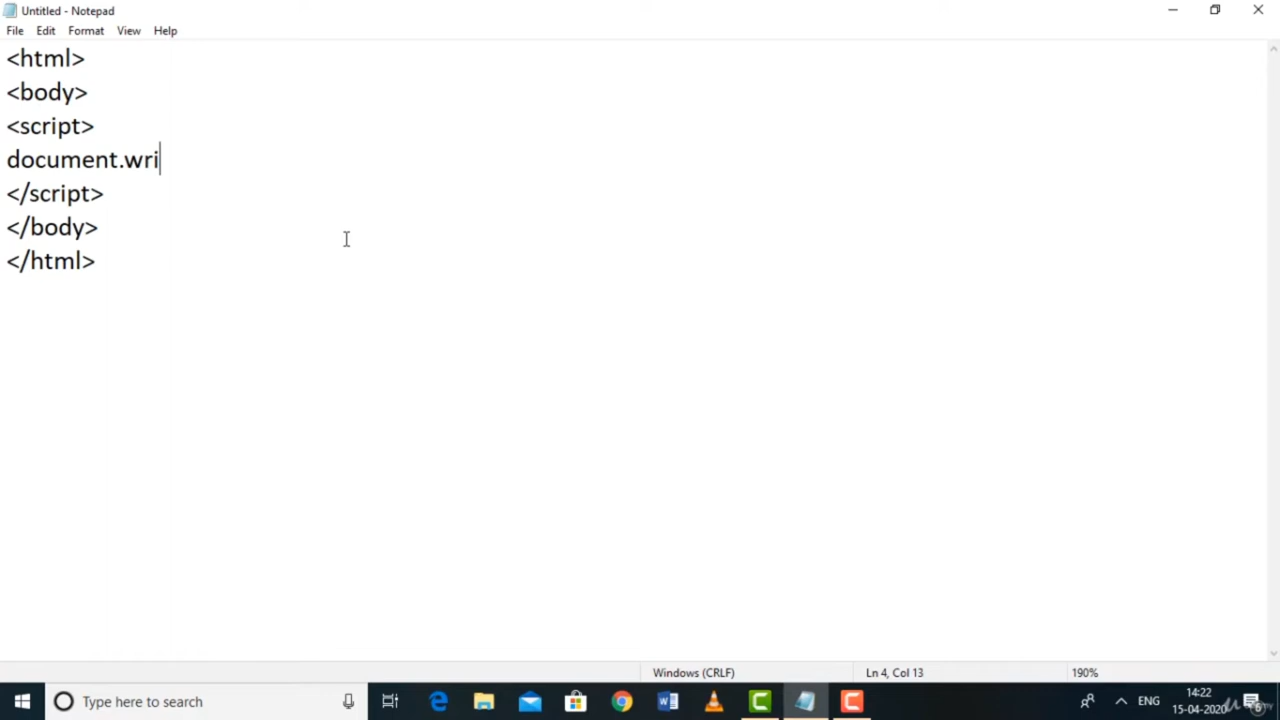 Untitled - Notepad
File Edit Format View Help
<html>
<body>
<script>
document.wri
</script>
</body>
</html>
Windows (CRLF) Ln 4, Col 13 190%
Type here to search ENG 14:22
15-04-2020